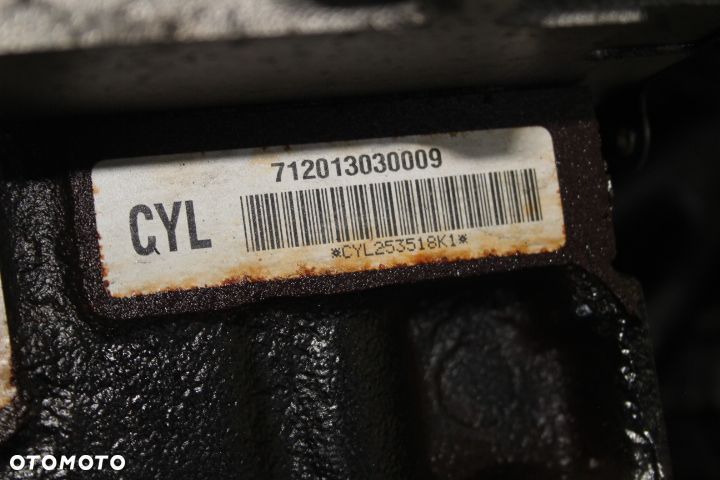 712013030009
CYL
*CYL253518K1*
OTOMOTO